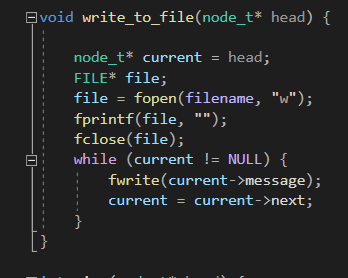 void write_to_file(node_t* head) {
node_t* current = head;
FILE* file;
file = fopen(filename, "w");
fprintf(file, "");
fclose(file);
while (current != NULL) {
fwrite(current->message);
current = current->next;
}
}